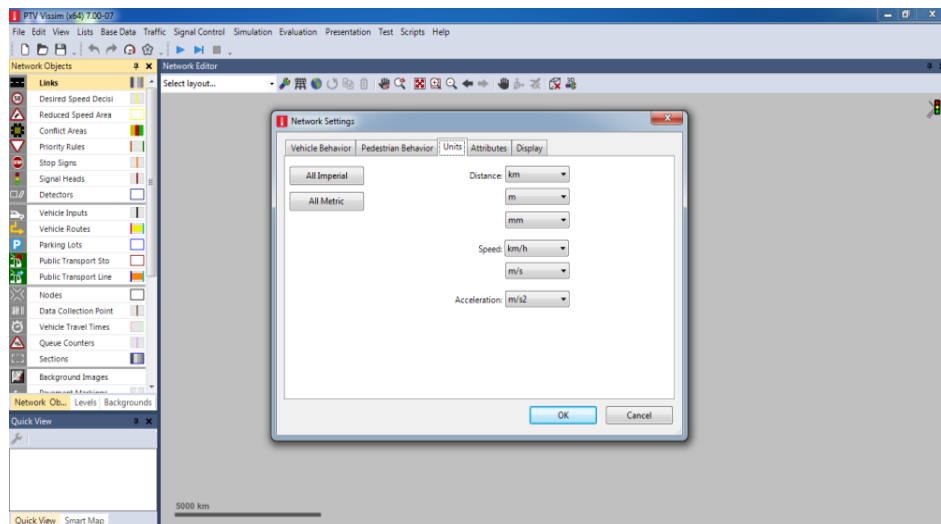 PTV Vissim (x64) 7.00-07
File Edit View Lists Base Data Traffic Signal Control Simulation Evaluation Presentation Test Scripts Help
Network Objects
Network Editor
Links
Select layout...
50
Desired Speed Decisi
Reduced Speed Area
Conflict Areas
Priority Rules
Stop Signs
Signal Heads
Detectors
Vehicle Inputs
Vehicle Routes
P
Parking Lots
Public Transport Sto
Public Transport Line
Nodes
Data Collection Point
Vehicle Travel Times
Queue Counters
Sections
Background Images
Pavement Markings
Network Ob... Levels Backgrounds
Quick View
Quick View Smart Map
Network Settings
Vehicle Behavior Pedestrian Behavior Units Attributes Display
All Imperial
All Metric
Distance: km
m
mm
Speed: km/h
m/s
Acceleration: m/s2
OK Cancel
5000 km